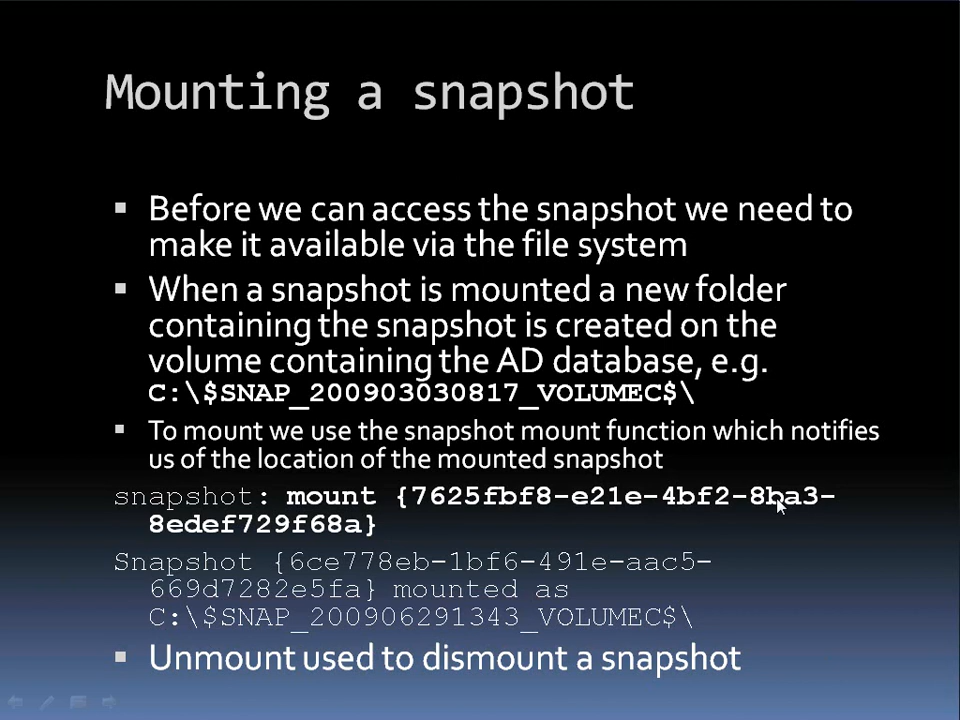 Mounting a snapshot
▪ Before we can access the snapshot we need to
make it available via the file system
▪ When a snapshot is mounted a new folder
containing the snapshot is created on the
volume containing the AD database, e.g.
C:\$SNAP_200903030817_VOLUMEC$\
▪ To mount we use the snapshot mount function which notifies
us of the location of the mounted snapshot
snapshot: mount {7625fbf8-e21e-4bf2-8ba3-
8edef729f68a}
Snapshot {6ce778eb-1bf6-491e-aac5-
669d7282e5fa} mounted as
C:\$SNAP_200906291343_VOLUMEC$\
▪ Unmount used to dismount a snapshot